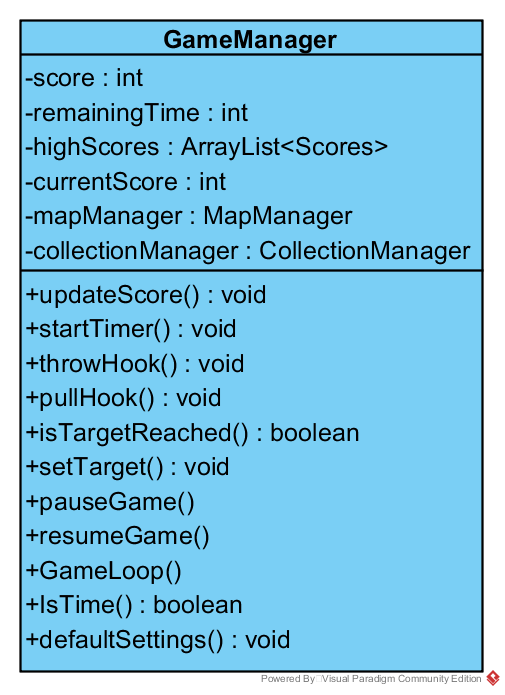 GameManager
-score : int
-remainingTime : int
-highScores : ArrayList<Scores>
-currentScore : int
-mapManager : MapManager
-collectionManager : CollectionManager
+updateScore() : void
+startTimer() : void
+throwHook() : void
+pullHook() : void
+isTargetReached() : boolean
+setTarget() : void
+pauseGame()
+resumeGame()
+GameLoop()
+IsTime() : boolean
+defaultSettings() : void
Powered By Visual Paradigm Community Edition